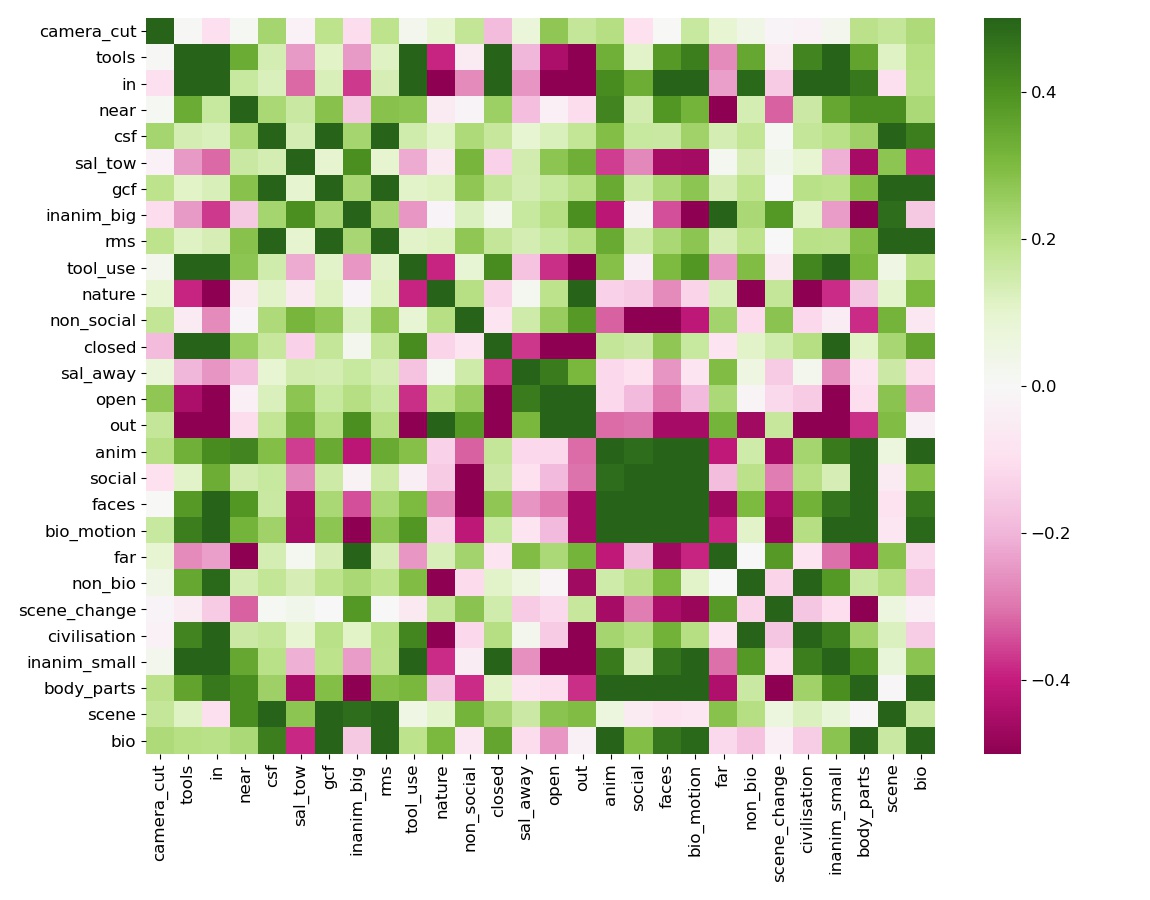 camera_cut
tools
in
near
csf
sal_tow
gcf
inanim_big
rms
tool_use
nature
non_social
closed
sal_away
open
out
anim
social
faces
bio_motion
far
non_bio
scene_change
civilisation
inanim_small
body_parts
scene
bio
camera_cut
tools
in
near
csf
sal_tow
gcf
inanim_big
rms
tool_use
nature
non_social
closed
sal_away
open
out
anim
social
faces
bio_motion
far
non_bio
scene_change
civilisation
inanim_small
body_parts
scene
bio
0.4
0.2
0.0
−0.2
−0.4